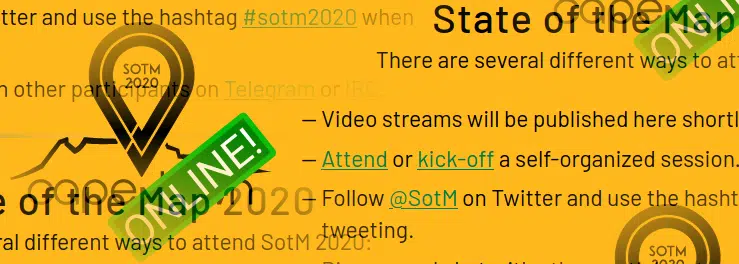 tter and use the hashtag #sotm2020 when
n other participants on Telegram or IRC
SOTM
2020
cape
ONLINE!
e of the Map 2020
ral different ways to attend SotM 2020:
State of the Map
ONLINE
There are several different ways to att
– Video streams will be published here shortl
– Attend or kick-off a self-organized session.
– Follow @SotM on Twitter and use the hasht
tweeting.
SOTM
2020